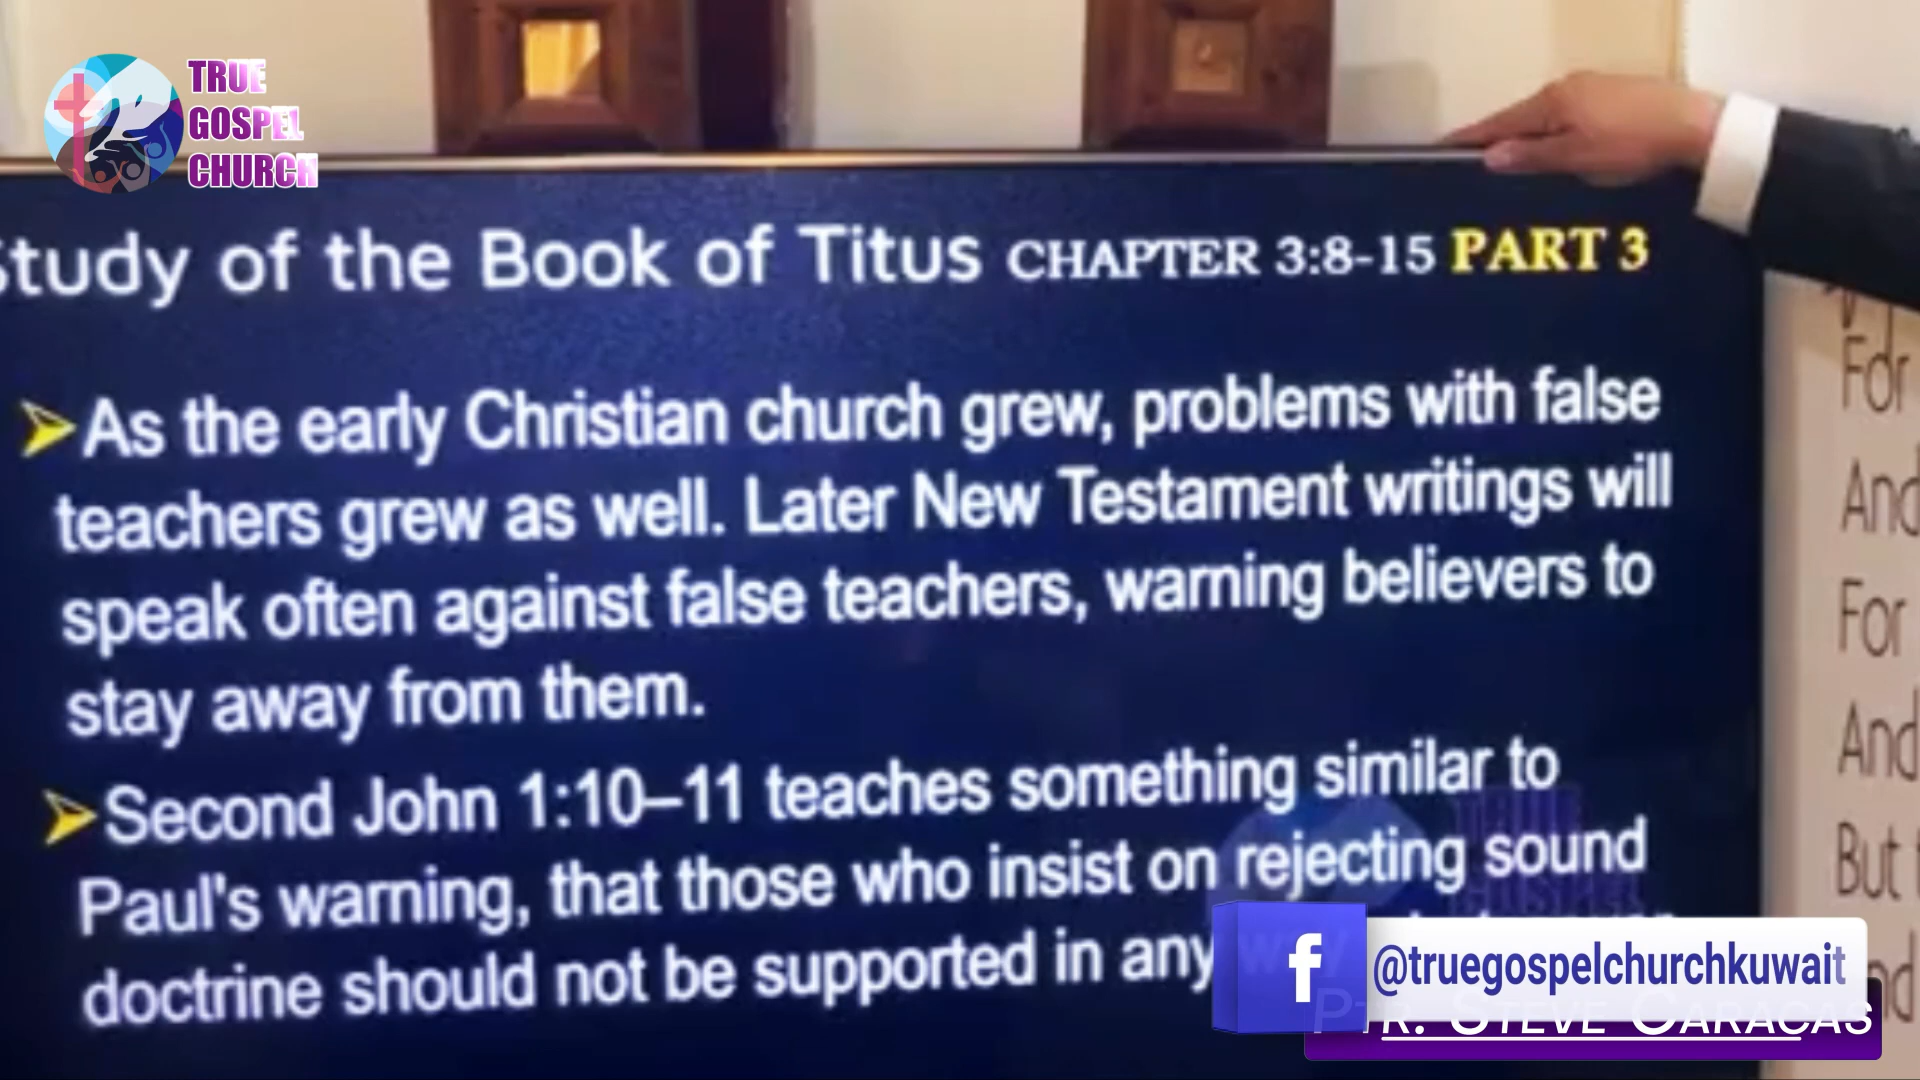 TRUE
GOSPEL
CHURCH
Study of the Book of Titus CHAPTER 3:8-15 PART 3
As the early Christian church grew, problems with false
teachers grew as well. Later New Testament writings will
speak often against false teachers, warning believers to
stay away from them.
Second John 1:10–11 teaches something similar to
Paul's warning, that those who insist on rejecting sound
doctrine should not be supported in any way
f @truegospelchurchkuwait
PTR. STEVE CARACAS
For
And
For
And
But